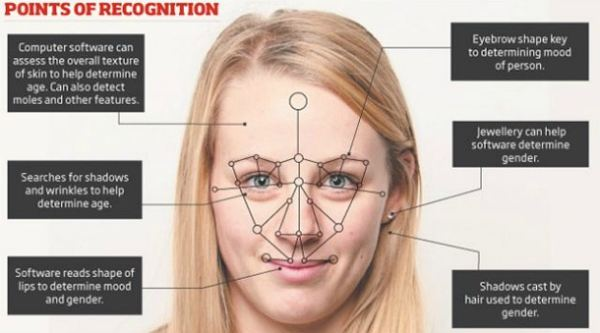 POINTS OF RECOGNITION
Computer software can
assess the overall texture
of skin to help determine
age. Can also detect
moles and other features.
Searches for shadows
and wrinkles to help
determine age.
Software reads shape of
lips to determine mood
and gender.
Eyebrow shape key
to determining mood
of person.
Jewellery can help
software determine
gender.
Shadows cast by
hair used to determine
gender.